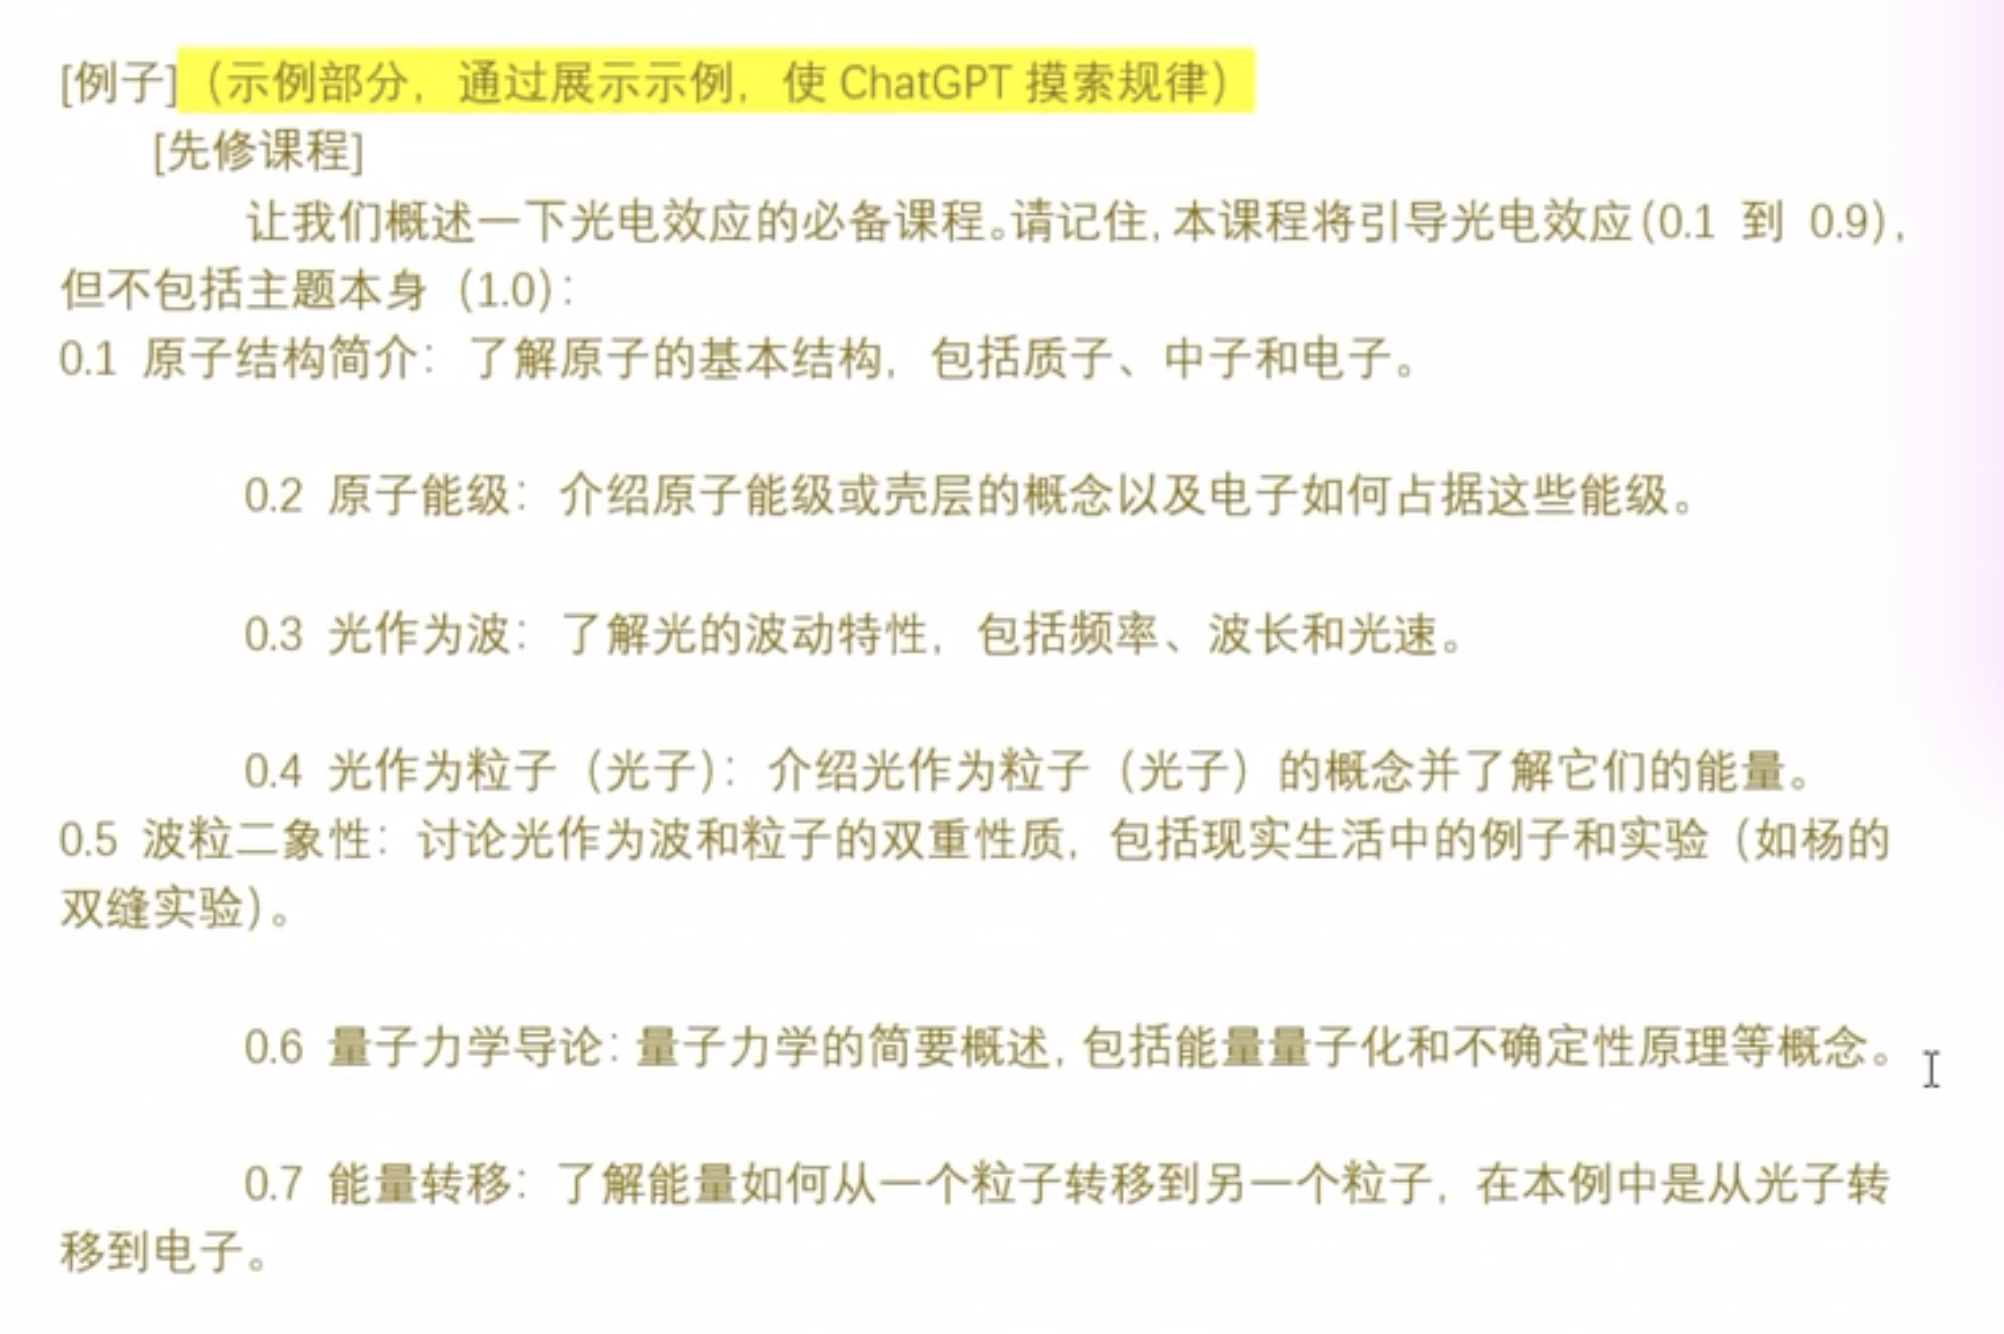 [例子]（示例部分，通过展示示例，使 ChatGPT 摸索规律）
[先修课程]
让我们概述一下光电效应的必备课程。请记住，本课程将引导光电效应（0.1 到 0.9），
但不包括主题本身（1.0）：
0.1 原子结构简介：了解原子的基本结构，包括质子、中子和电子。
0.2 原子能级：介绍原子能级或壳层的概念以及电子如何占据这些能级。
0.3 光作为波：了解光的波动特性，包括频率、波长和光速。
0.4 光作为粒子（光子）：介绍光作为粒子（光子）的概念并了解它们的能量。
0.5 波粒二象性：讨论光作为波和粒子的双重性质，包括现实生活中的例子和实验（如杨的
双缝实验）。
0.6 量子力学导论：量子力学的简要概述，包括能量量子化和不确定性原理等概念。
0.7 能量转移：了解能量如何从一个粒子转移到另一个粒子，在本例中是从光子转
移到电子。